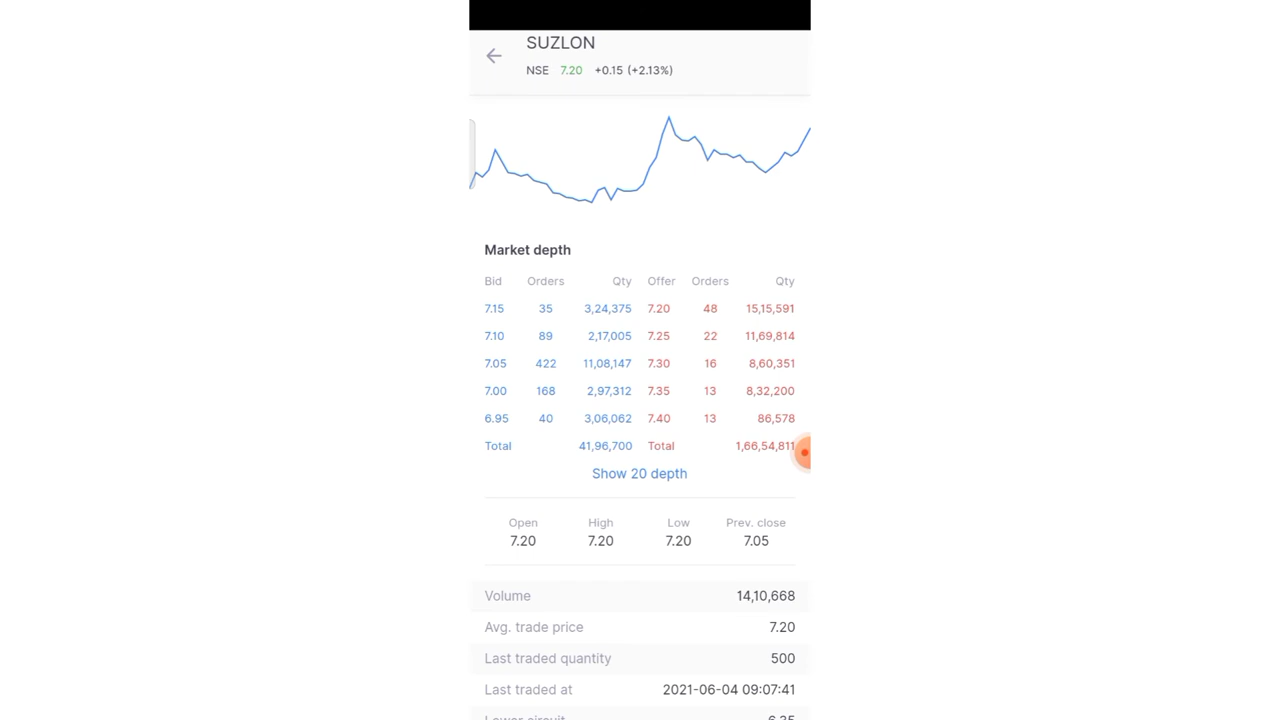 SUZLON
NSE 7.20 +0.15 (+2.13%)
Market depth
Bid Orders Qty Offer Orders Qty
7.15 35 3,24,375 7.20 48 15,15,591
7.10 89 2,17,005 7.25 22 11,69,814
7.05 422 11,08,147 7.30 16 8,60,351
7.00 168 2,97,312 7.35 13 8,32,200
6.95 40 3,06,062 7.40 13 86,578
Total 41,96,700 Total 1,66,54,811
Show 20 depth
Open High Low Prev. close
7.20 7.20 7.20 7.05
Volume 14,10,668
Avg. trade price 7.20
Last traded quantity 500
Last traded at 2021-06-04 09:07:41
Lower circuit 6.35